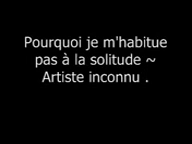 Pourquoi je m'habitue
pas à la solitude ~
Artiste inconnu .